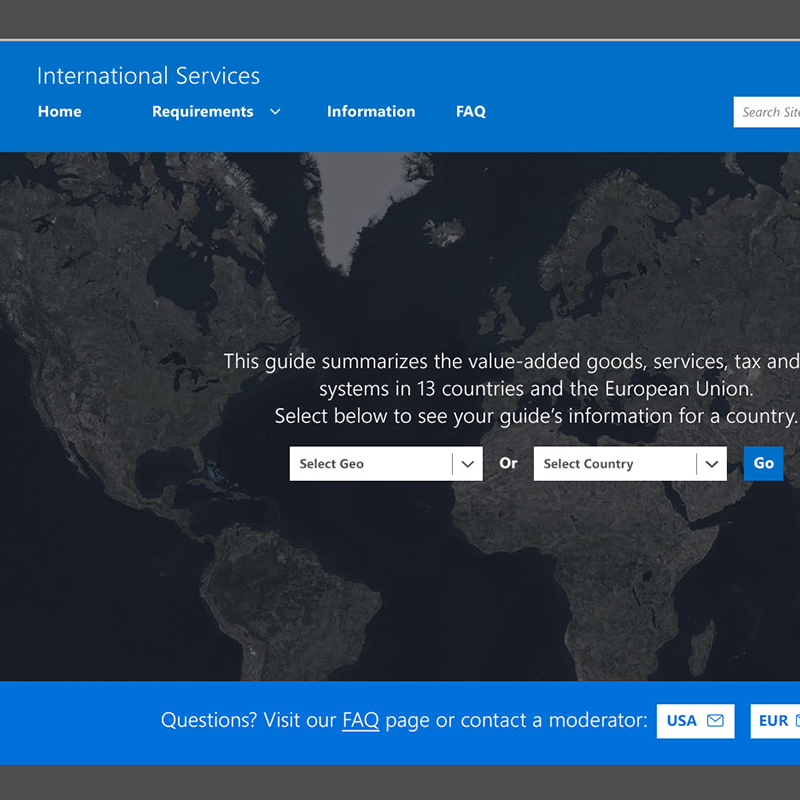 International Services
Home Requirements Information FAQ
Search Site
This guide summarizes the value-added goods, services, tax and
systems in 13 countries and the European Union.
Select below to see your guide's information for a country.
Select Geo Or Select Country Go
Questions? Visit our FAQ page or contact a moderator: USA EUR